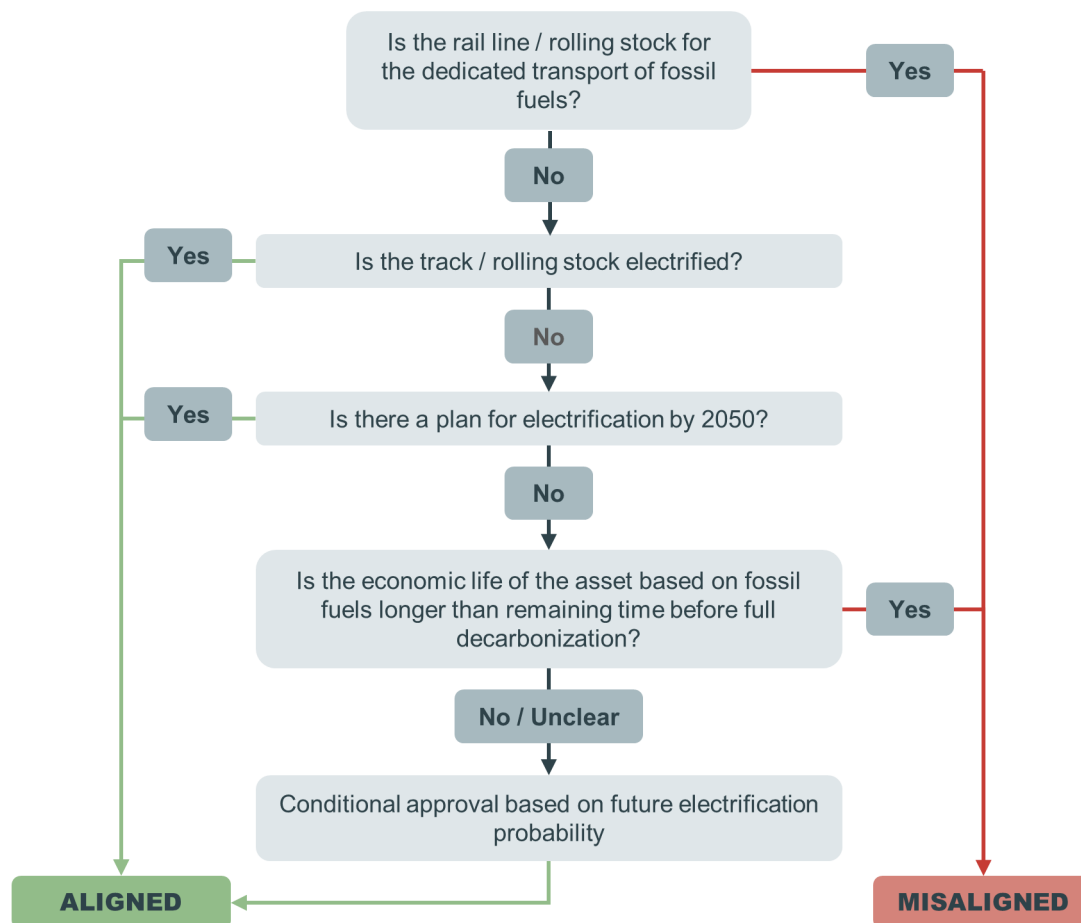 Is the rail line / rolling stock for
the dedicated transport of fossil
fuels?
Yes
No
Yes
Is the track / rolling stock electrified?
No
Yes
Is there a plan for electrification by 2050?
No
Is the economic life of the asset based on fossil
fuels longer than remaining time before full
decarbonization?
Yes
No / Unclear
Conditional approval based on future electrification
probability
ALIGNED
MISALIGNED